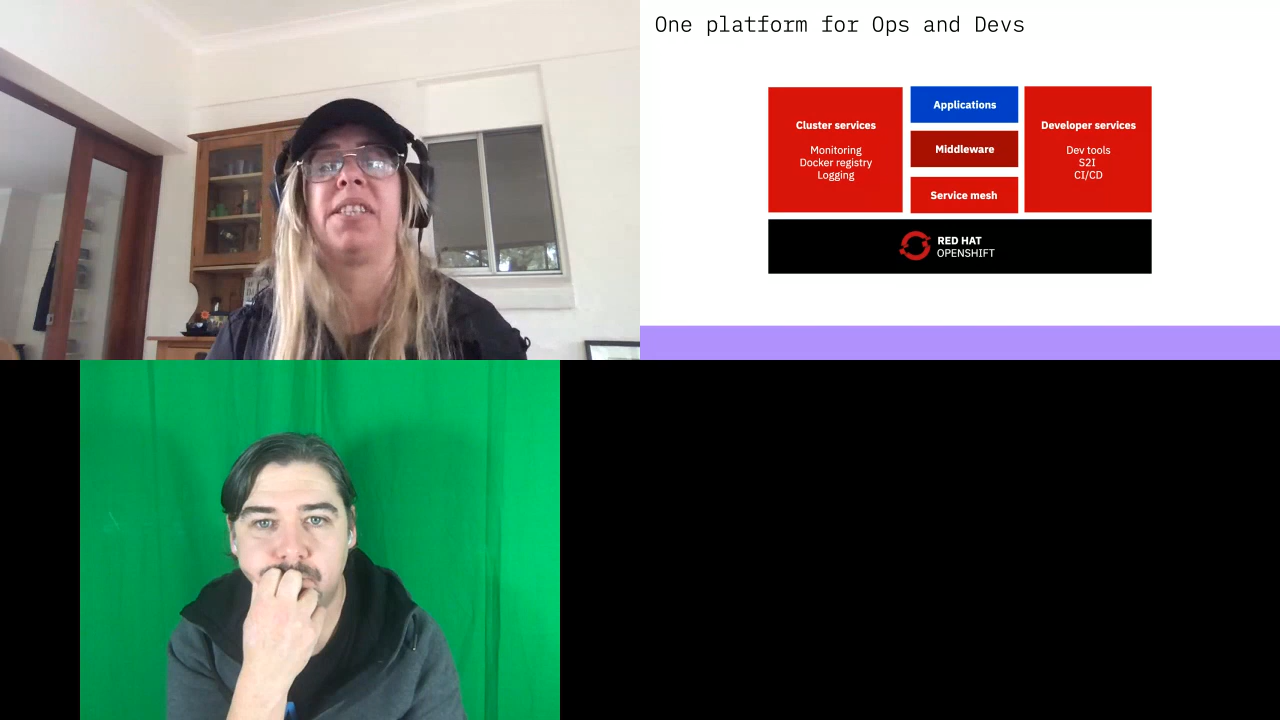 One platform for Ops and Devs
Cluster services
Monitoring
Docker registry
Logging
Applications
Middleware
Service mesh
Developer services
Dev tools
S2I
CI/CD
RED HAT
OPENSHIFT